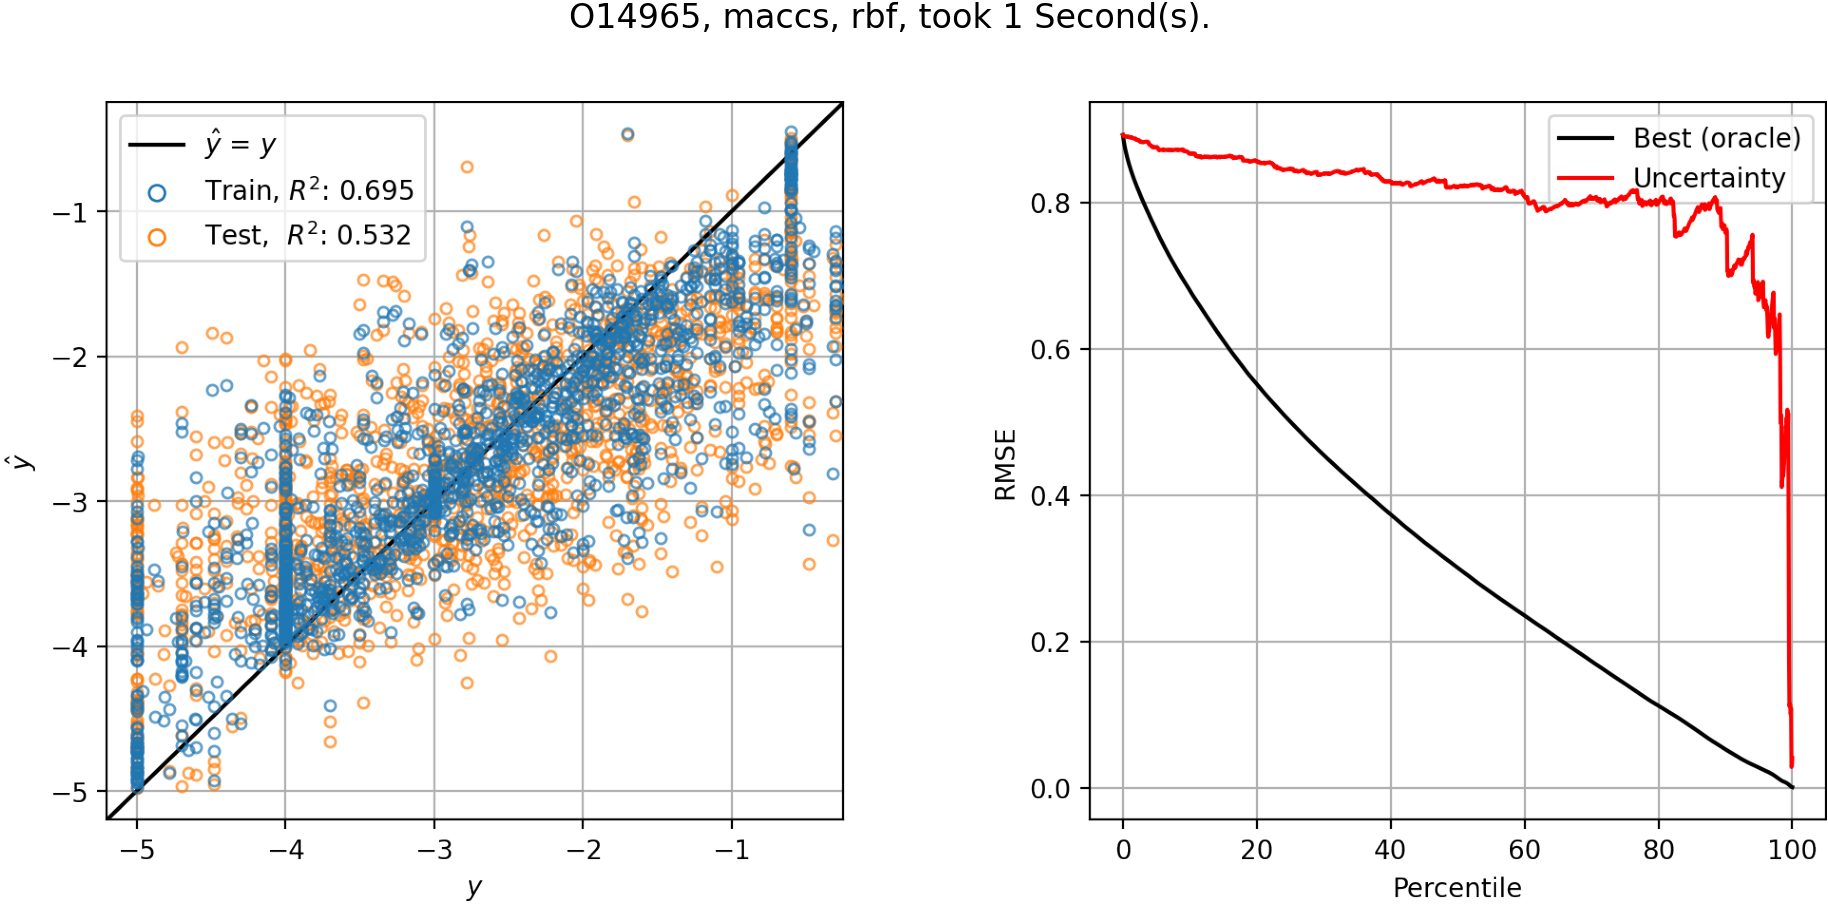 O14965, maccs, rbf, took 1 Second(s).
ŷ = y
Train, R²: 0.695
Test, R²: 0.532
−1
−2
−3
−4
−5
−5 −4 −3 −2 −1
y
ŷ
Best (oracle)
Uncertainty
0.8
0.6
0.4
0.2
0.0
0 20 40 60 80 100
Percentile
RMSE